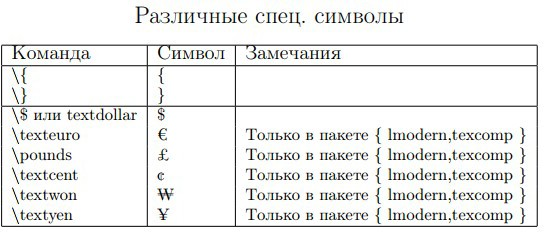 Различные спец. символы
Команда Символ Замечания
\{ {
\} }
\$ или textdollar $
\texteuro € Только в пакете { lmodern,texcomp }
\pounds £ Только в пакете { lmodern,texcomp }
\textcent ¢ Только в пакете { lmodern,texcomp }
\textwon ₩ Только в пакете { lmodern,texcomp }
\textyen ¥ Только в пакете { lmodern,texcomp }